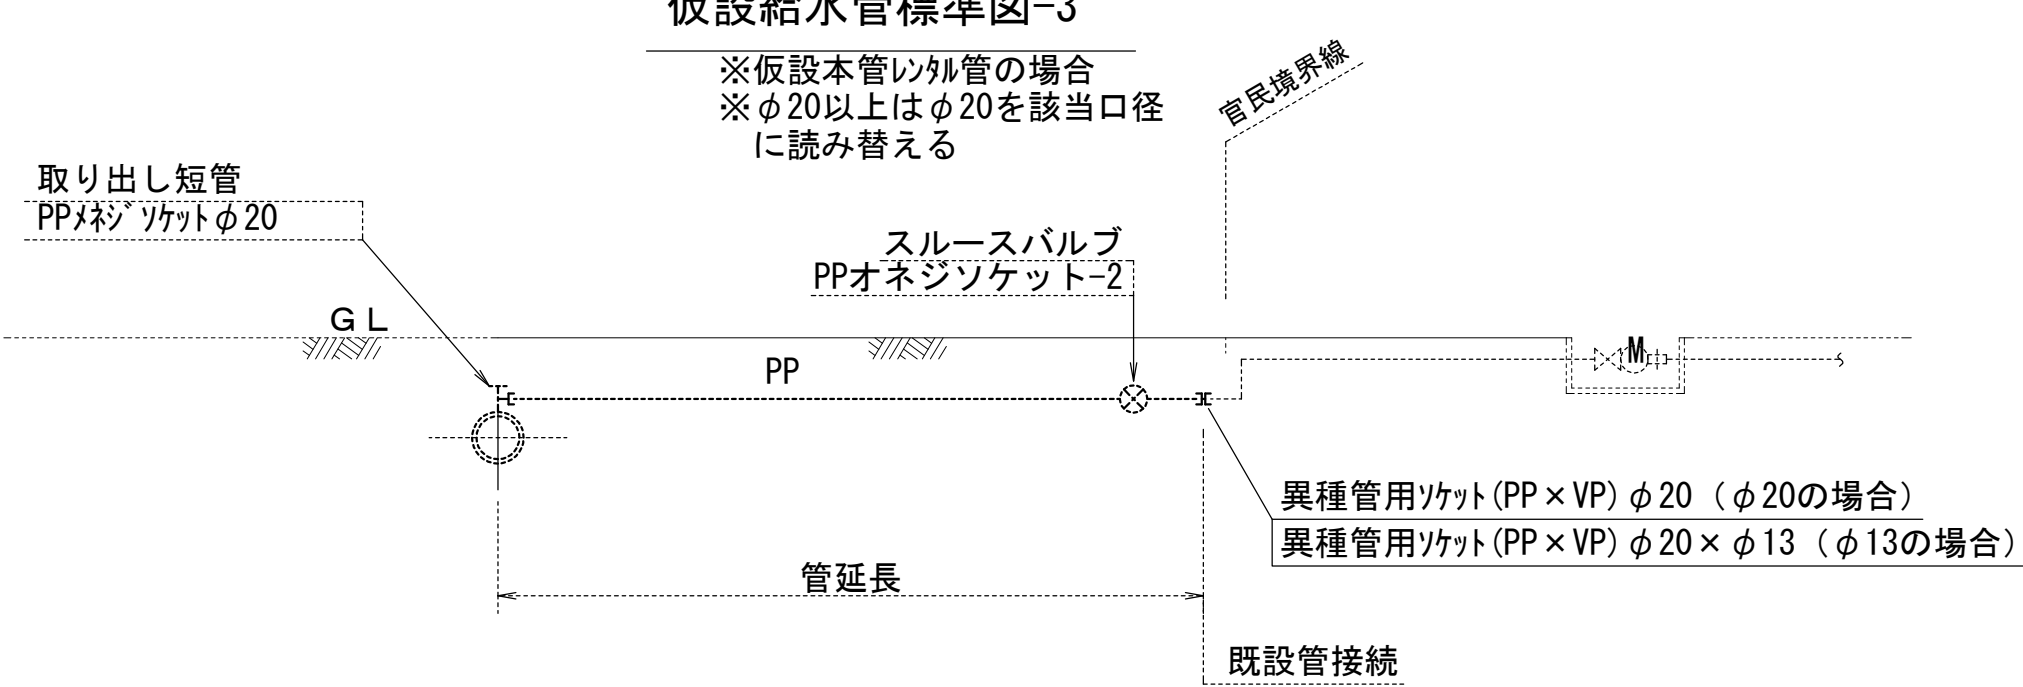 仮設給水管標準図-3
※仮設本管ﾚﾝﾀﾙ管の場合
※φ20以上はφ20を該当口径
に読み替える
官民境界線
取り出し短管
PPﾒﾈｼﾞｿｹｯﾄφ20
スルースバルブ
PPオネジソケット-2
GL
PP
M
異種管用ｿｹｯﾄ(PP×VP)φ20（φ20の場合）
異種管用ｿｹｯﾄ(PP×VP)φ20×φ13（φ13の場合）
管延長
既設管接続